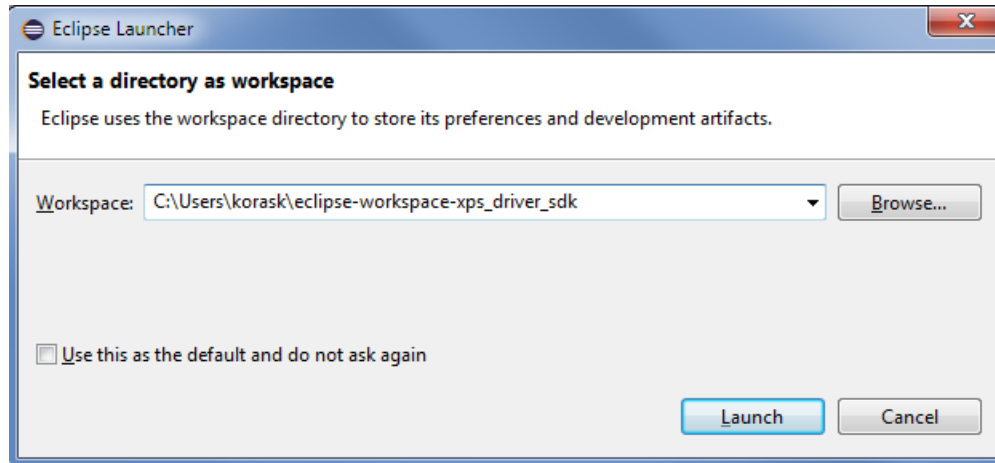 Eclipse Launcher
Select a directory as workspace
Eclipse uses the workspace directory to store its preferences and development artifacts.
Workspace: C:\Users\korask\eclipse-workspace-xps_driver_sdk Browse...
Use this as the default and do not ask again
Launch Cancel